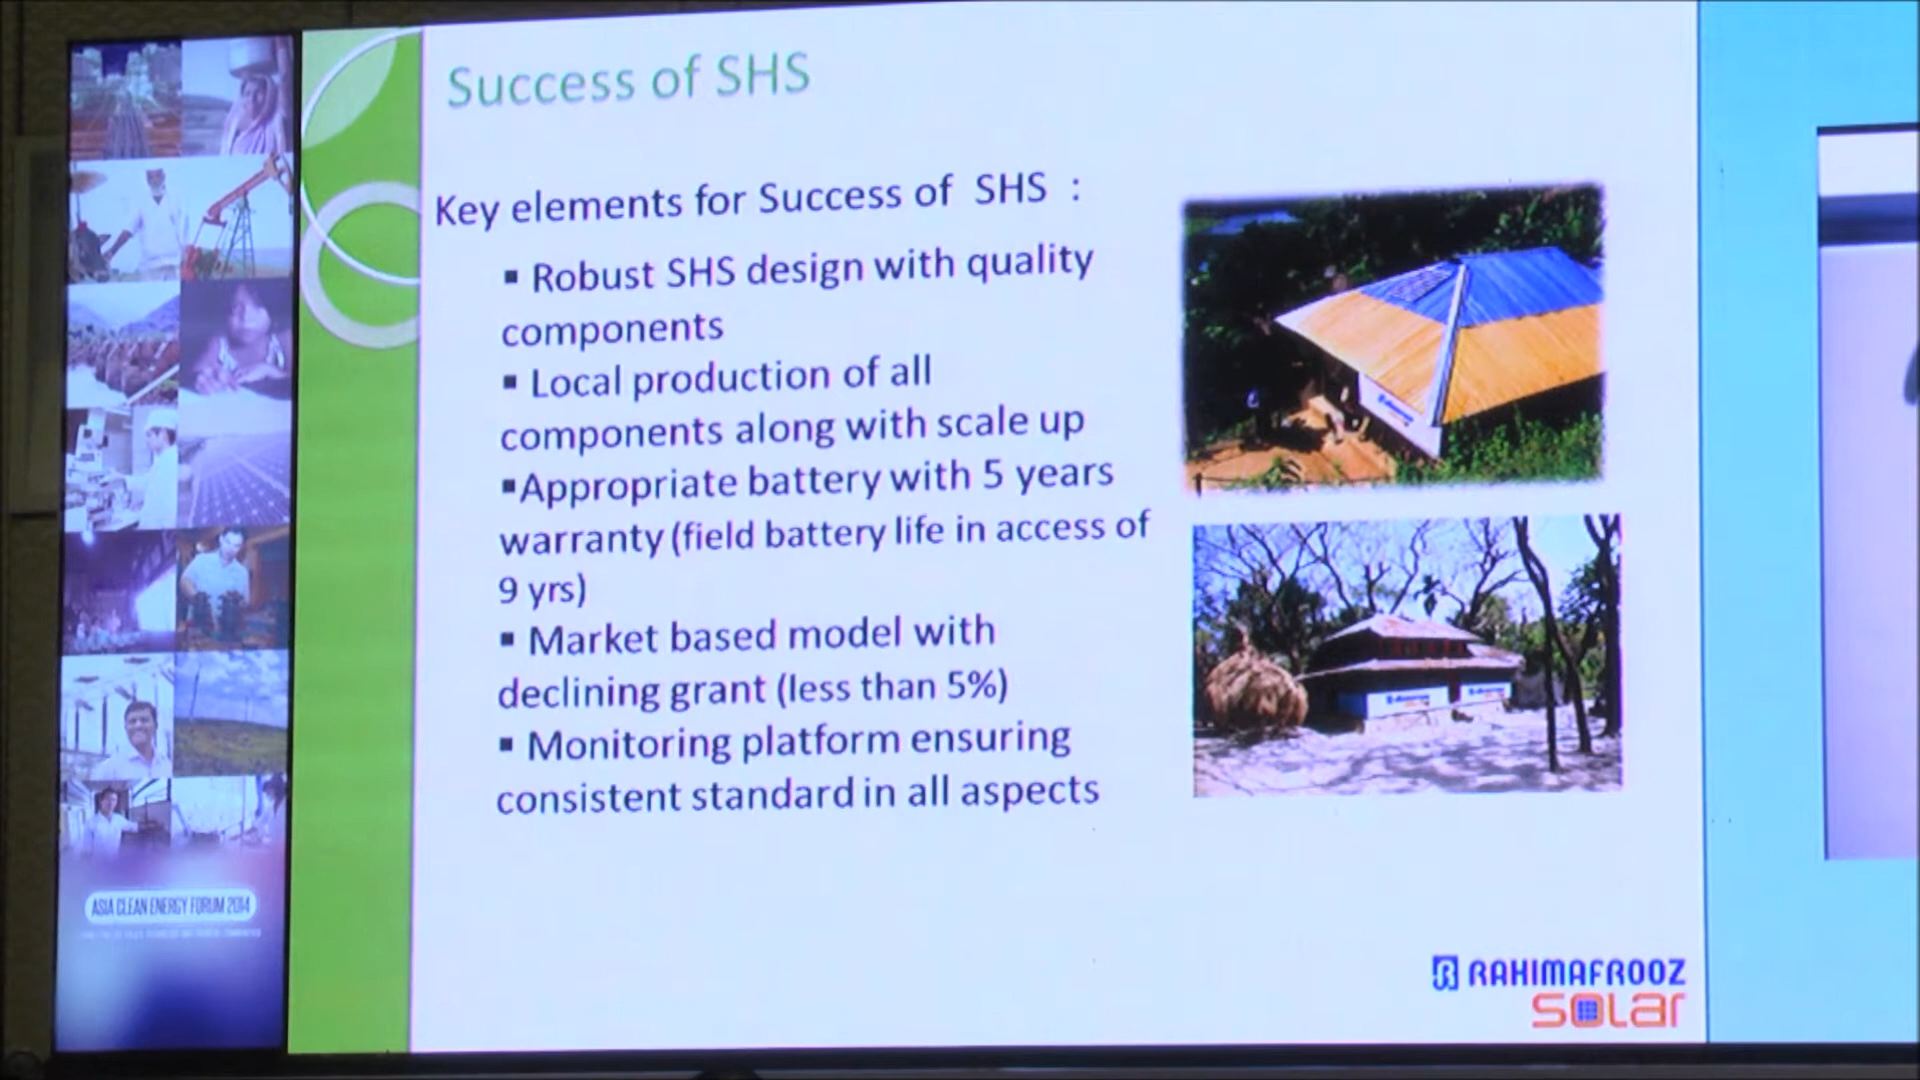 Success of SHS
Key elements for Success of SHS :
▪ Robust SHS design with quality
components
▪ Local production of all
components along with scale up
▪Appropriate battery with 5 years
warranty (field battery life in access of
9 yrs)
▪ Market based model with
declining grant (less than 5%)
▪ Monitoring platform ensuring
consistent standard in all aspects
ASIA CLEAN ENERGY FORUM 2014
RAHIMAFROOZ
SOLAR